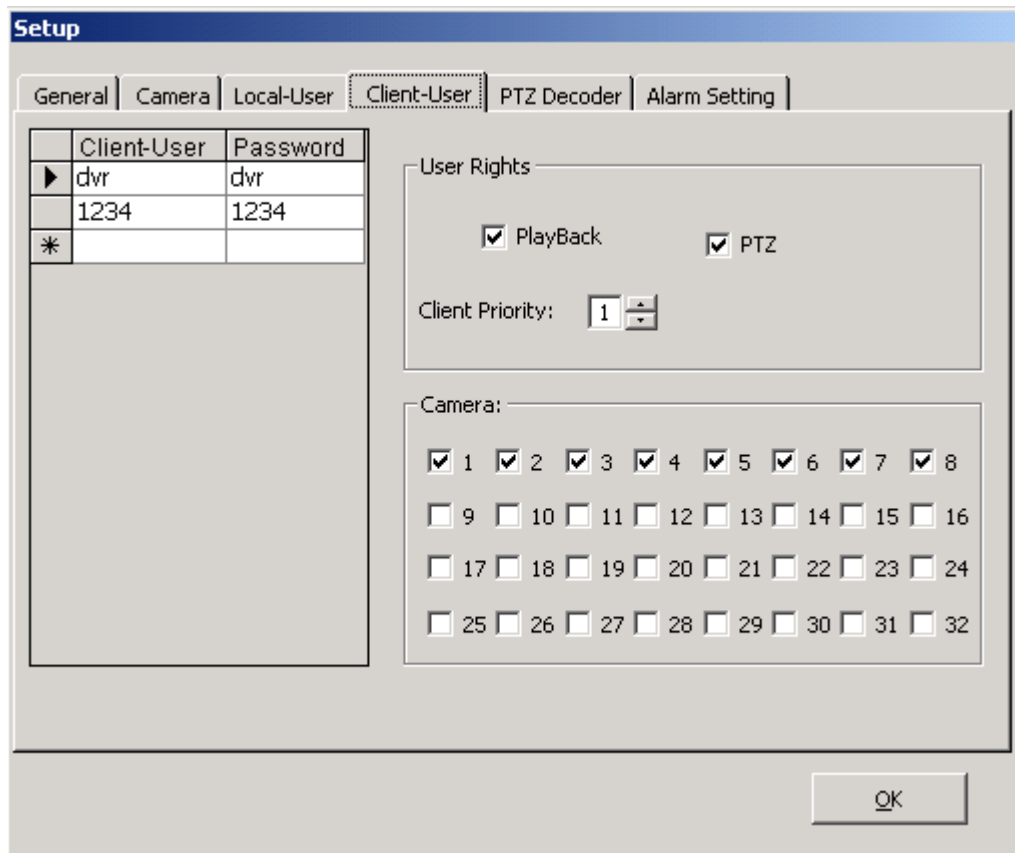 Setup
General Camera Local-User Client-User PTZ Decoder Alarm Setting
Client-User Password
dvr dvr
1234 1234
User Rights
PlayBack PTZ
Client Priority: 1
Camera:
1 2 3 4 5 6 7 8
9 10 11 12 13 14 15 16
17 18 19 20 21 22 23 24
25 26 27 28 29 30 31 32
OK